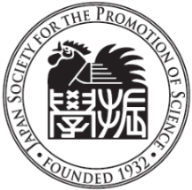 JAPAN SOCIETY FOR THE PROMOTION OF SCIENCE
• FOUNDED 1932 •
學振